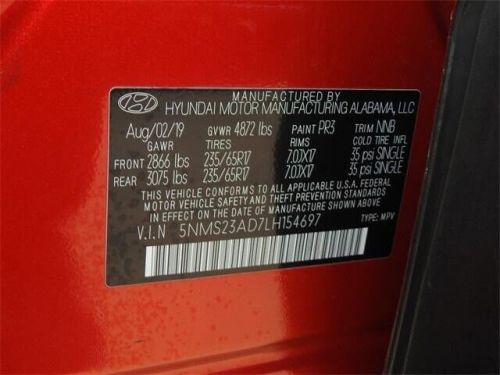 MANUFACTURED BY
HYUNDAI MOTOR MANUFACTURING ALABAMA, LLC
Aug/02/19 GVWR 4872 lbs PAINT PR3 TRIM NNB
GAWR TIRES RIMS COLD TIRE INFL
FRONT 2866 lbs 235/65R17 7.0JX17 35 psi SINGLE
REAR 3075 lbs 235/65R17 7.0JX17 35 psi SINGLE
THIS VEHICLE CONFORMS TO ALL APPLICABLE U.S.A. FEDERAL
MOTOR VEHICLE SAFETY AND THEFT PREVENTION STANDARDS
IN EFFECT ON THE DATE OF MANUFACTURE SHOWN ABOVE.
V.I.N 5NMS23AD7LH154697 TYPE: MPV